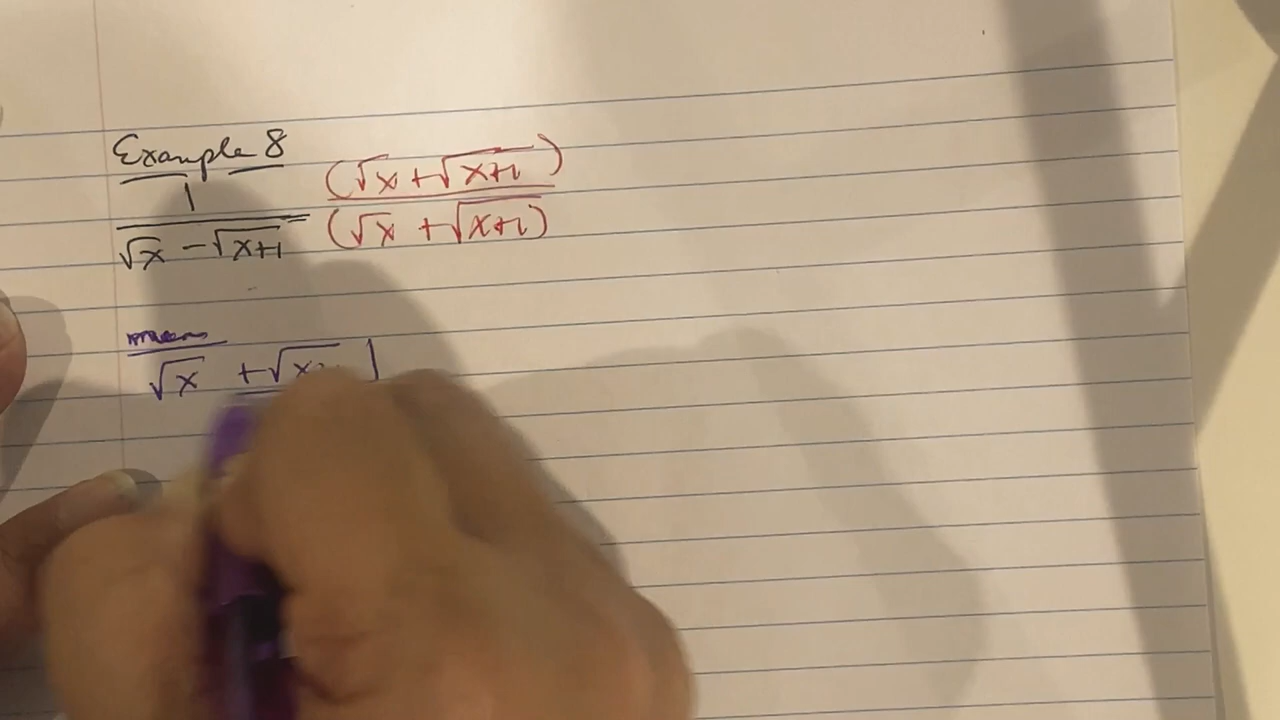 Example 8
1 (√x + √x+1)
√x − √x+1 (√x + √x+1)
√x + √x